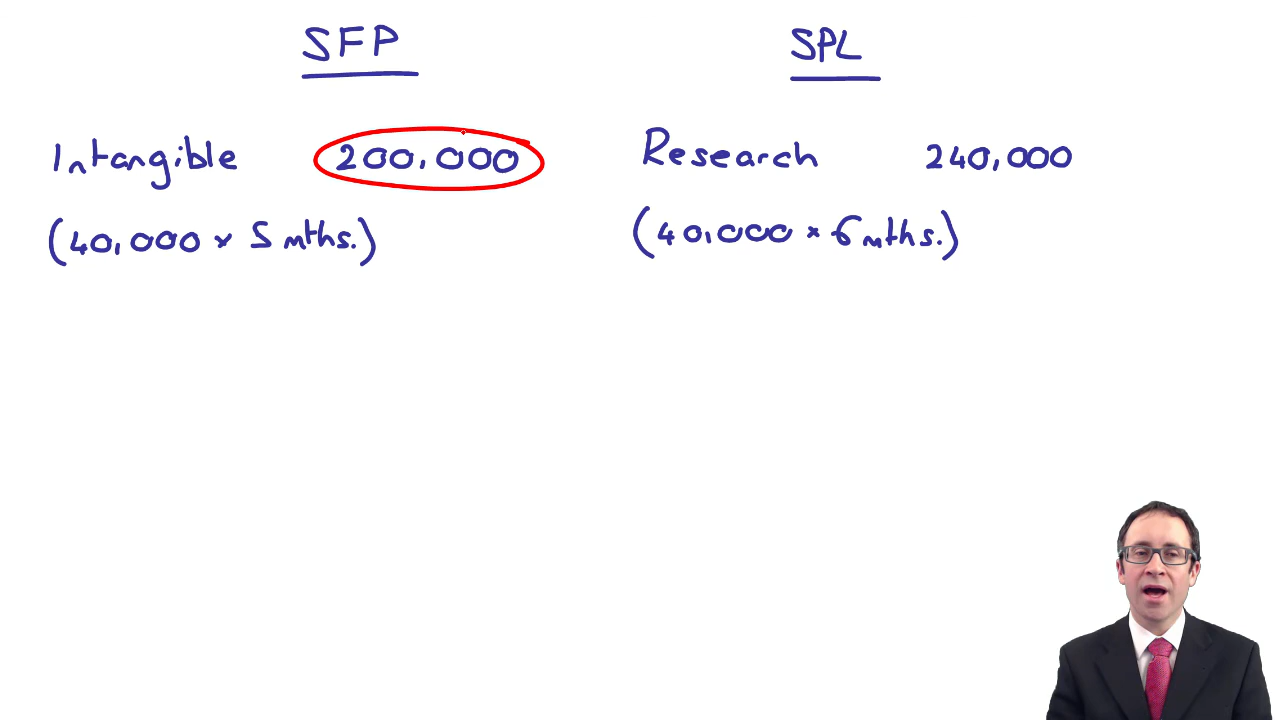 SFP
SPL
Intangible 200,000
Research 240,000
(40,000 × 5 mths.)
(40,000 × 6 mths.)